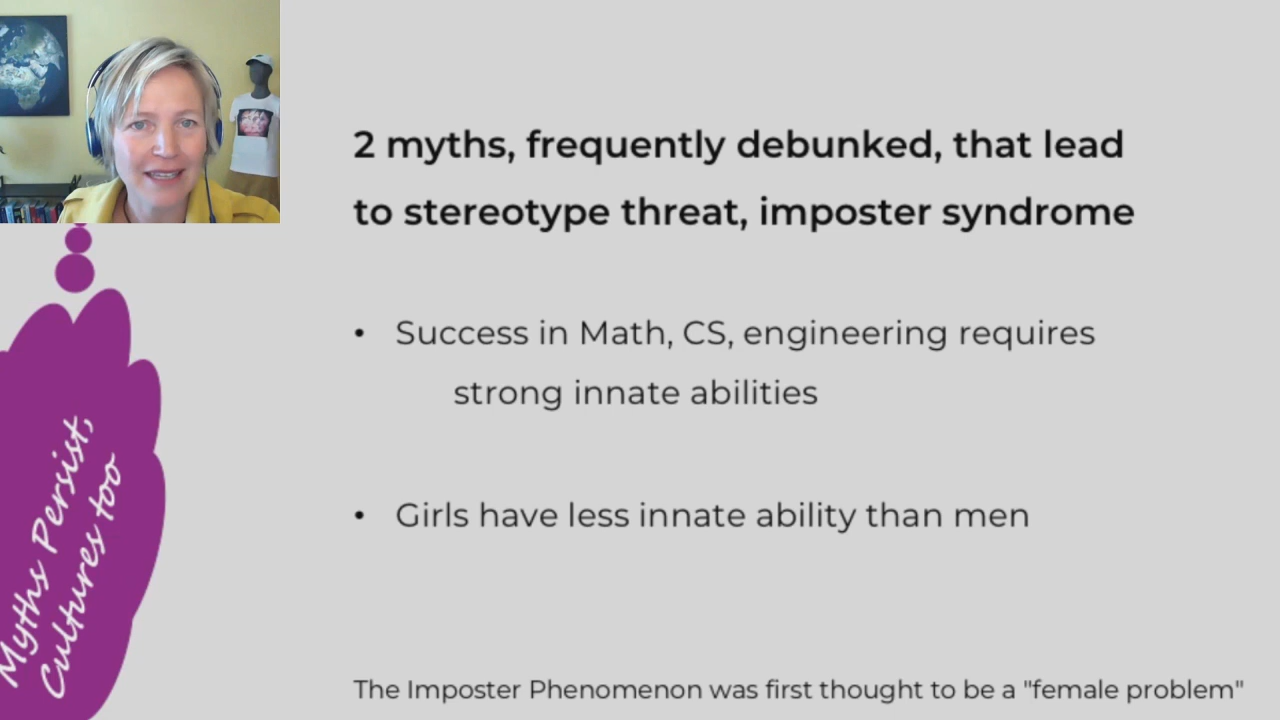 2 myths, frequently debunked, that lead
to stereotype threat, imposter syndrome
• Success in Math, CS, engineering requires
strong innate abilities
• Girls have less innate ability than men
Myths Persist,
Cultures too
The Imposter Phenomenon was first thought to be a "female problem"